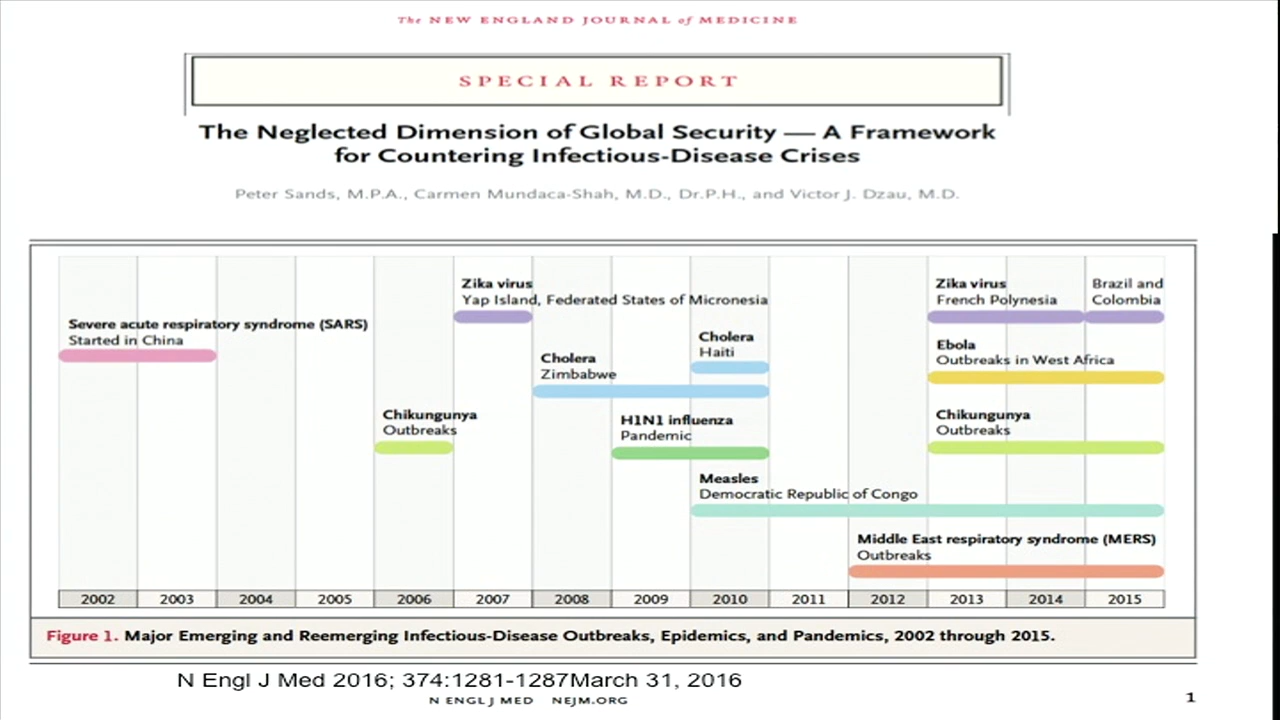 The NEW ENGLAND JOURNAL of MEDICINE
SPECIAL REPORT
The Neglected Dimension of Global Security — A Framework
for Countering Infectious-Disease Crises
Peter Sands, M.P.A., Carmen Mundaca-Shah, M.D., Dr.P.H., and Victor J. Dzau, M.D.
Zika virus
Yap Island, Federated States of Micronesia
Zika virus
French Polynesia
Brazil and
Colombia
Severe acute respiratory syndrome (SARS)
Started in China
Cholera
Haiti
Ebola
Outbreaks in West Africa
Cholera
Zimbabwe
Chikungunya
Outbreaks
H1N1 influenza
Pandemic
Chikungunya
Outbreaks
Measles
Democratic Republic of Congo
Middle East respiratory syndrome (MERS)
Outbreaks
2002 2003 2004 2005 2006 2007 2008 2009 2010 2011 2012 2013 2014 2015
Figure 1. Major Emerging and Reemerging Infectious-Disease Outbreaks, Epidemics, and Pandemics, 2002 through 2015.
N Engl J Med 2016; 374:1281-1287March 31, 2016
N ENGL J MED NEJM.ORG
1